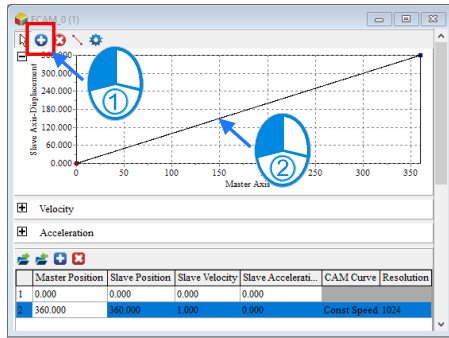 ECAM_0 (1)
360.000
300.000
240.000
180.000
120.000
60.000
0.000
Slave Axis-Displacement
0 50 100 150 250 300 350
Master Axis
1
2
Velocity
Acceleration
Master Position Slave Position Slave Velocity Slave Accelerati... CAM Curve Resolution
1 0.000 0.000 0.000 0.000
2 360.000 360.000 1.000 0.000 Const Speed 1024